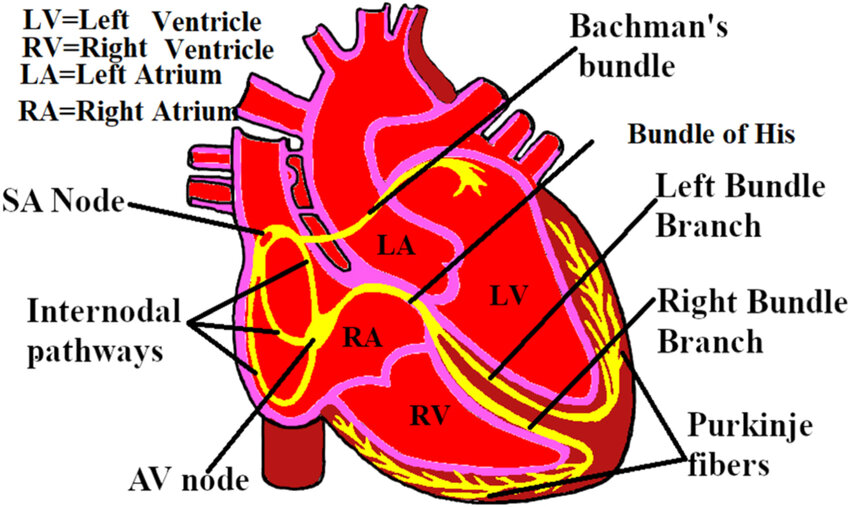 LV=Left Ventricle
RV=Right Ventricle
LA=Left Atrium
RA=Right Atrium
Bachman's
bundle
Bundle of His
SA Node
Left Bundle
Branch
LA
LV
Internodal
pathways
Right Bundle
Branch
RA
RV
Purkinje
fibers
AV node